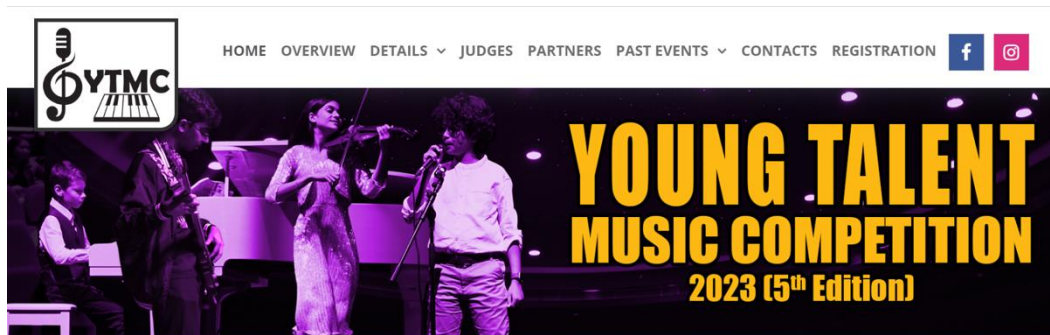 YTMC
HOME OVERVIEW DETAILS JUDGES PARTNERS PAST EVENTS CONTACTS REGISTRATION
YOUNG TALENT
MUSIC COMPETITION
2023 (5th Edition)